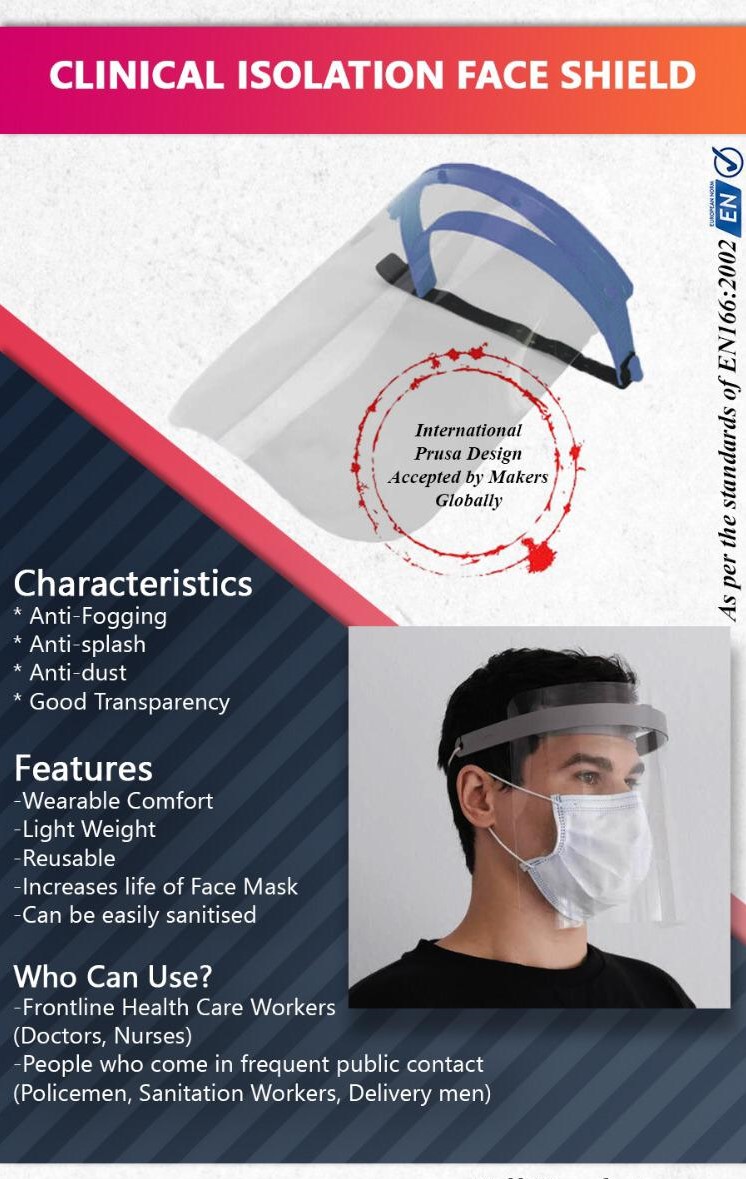 CLINICAL ISOLATION FACE SHIELD
EUROPEAN NORM
EN
As per the standards of EN166:2002
International
Prusa Design
Accepted by Makers
Globally
Characteristics
* Anti-Fogging
* Anti-splash
* Anti-dust
* Good Transparency
Features
-Wearable Comfort
-Light Weight
-Reusable
-Increases life of Face Mask
-Can be easily sanitised
Who Can Use?
-Frontline Health Care Workers
(Doctors, Nurses)
-People who come in frequent public contact
(Policemen, Sanitation Workers, Delivery men)